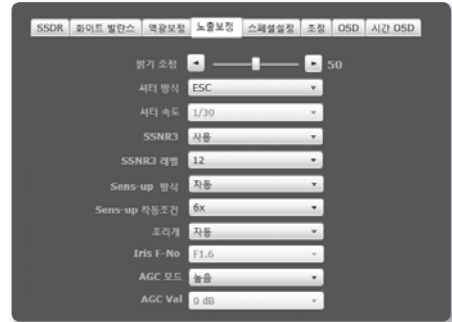 SSDR 화이트 밸런스 역광보정 노출보정 스페셜설정 초점 OSD 시간 OSD
밝기 조정 50
셔터 방식 ESC
셔터 속도 1/30
SSNR3 사용
SSNR3 레벨 12
Sens-up 방식 자동
Sens-up 작동조건 6x
조리개 자동
Iris F-No F1.6
AGC 모드 높음
AGC Val 0 dB